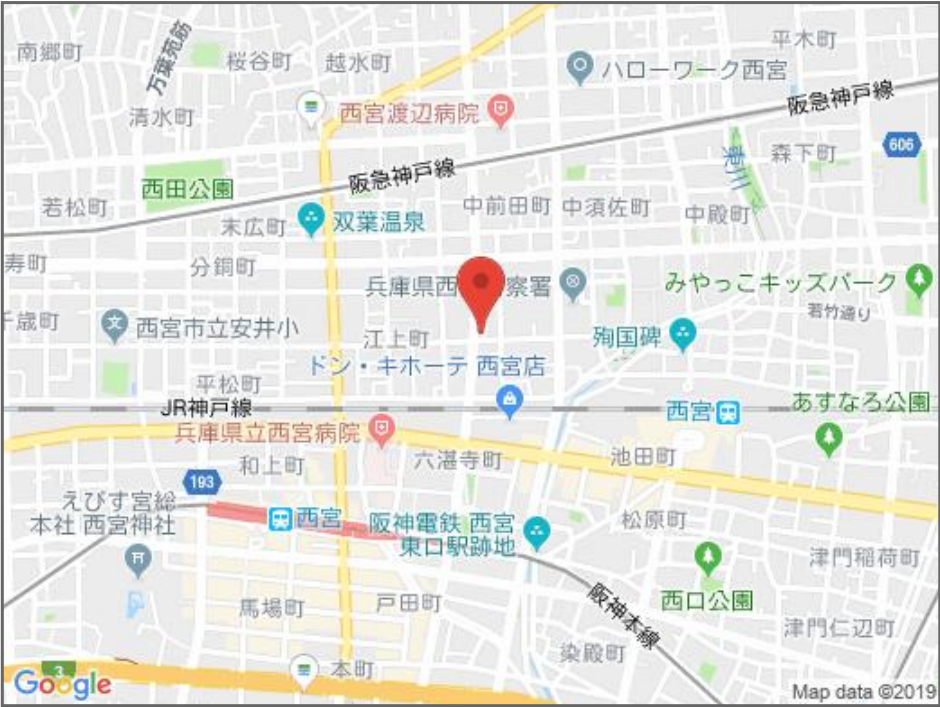 南郷町
万葉苑筋
桜谷町
越水町
平木町
ハローワーク西宮
清水町
西宮渡辺病院
阪急神戸線
606
森下町
東川
阪急神戸線
西田公園
若松町
末広町
双葉温泉
中前田町
中須佐町
中殿町
寿町
分銅町
兵庫県西
察署
みやっこキッズパーク
千歳町
西宮市立安井小
江上町
殉国碑
若竹通り
ドン・キホーテ 西宮店
平松町
JR神戸線
西宮
あすなろ公園
兵庫県立西宮病院
和上町
六湛寺町
池田町
193
えびす宮総
本社 西宮神社
西宮
阪神電鉄 西宮
東口駅跡地
松原町
津門稲荷町
馬場町
戸田町
阪神本線
西口公園
津門仁辺町
染殿町
本町
3
Google
Map data ©2019